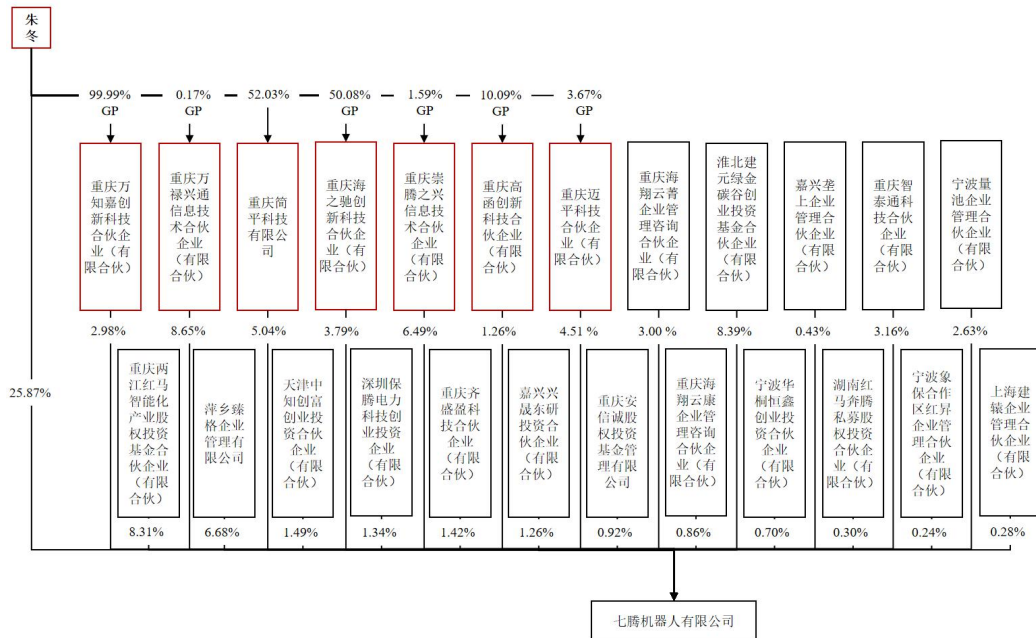 朱
冬
99.99%
0.17%
52.03%
50.08%
1.59%
10.09%
3.67%
GP
GP
GP
GP
GP
GP
重庆万
知嘉创
新科技
合伙企
业（有
限合伙）
重庆万
禄兴通
信息技
术合伙
企业
（有限
合伙）
重庆简
平科技
有限公
司
重庆海
之驰创
新科技
合伙企
业（有
限合伙）
重庆崇
腾之兴
信息技
术合伙
企业
（有限
合伙）
重庆高
函创新
科技合
伙企业
（有限
合伙）
重庆迈
平科技
合伙企
业（有
限合伙）
重庆海
翔云菁
企业管
理咨询
合伙企
业（有
限合伙）
淮北建
元绿金
碳谷创
业投资
基金合
伙企业
（有限
合伙）
嘉兴垄
上企业
管理合
伙企业
（有限
合伙）
重庆智
泰通科
技合伙
企业
（有限
合伙）
宁波量
池企业
管理合
伙企业
（有限
合伙）
2.98%
8.65%
5.04%
3.79%
6.49%
1.26%
4.51 %
3.00 %
8.39%
0.43%
3.16%
2.63%
25.87%
重庆两
江红马
智能化
产业股
权投资
基金合
伙企业
（有限
合伙）
萍乡臻
格企业
管理有
限公司
天津中
知创富
创业投
资合伙
企业
（有限
合伙）
深圳保
腾电力
科技创
业投资
企业
（有限
合伙）
重庆齐
盛盈科
技合伙
企业
（有限
合伙）
嘉兴兴
晟东研
投资合
伙企业
（有限
合伙）
重庆安
信诚股
权投资
基金管
理有限
公司
重庆海
翔云康
企业管
理咨询
合伙企
业（有
限合伙）
宁波华
桐恒鑫
创业投
资合伙
企业
（有限
合伙）
湖南红
马奔腾
私募股
权投资
合伙企
业（有
限合伙）
宁波象
保合作
区红昇
企业管
理合伙
企业
（有限
合伙）
上海建
辕企业
管理合
伙企业
（有限
合伙）
8.31%
6.68%
1.49%
1.34%
1.42%
1.26%
0.92%
0.86%
0.70%
0.30%
0.24%
0.28%
七腾机器人有限公司